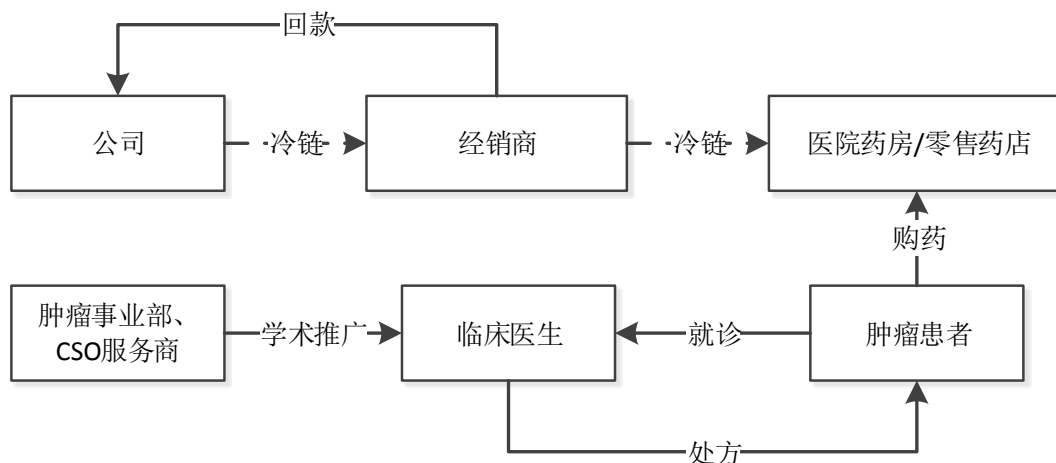 回款
公司
冷链
经销商
冷链
医院药房/零售药店
购药
肿瘤事业部、
CSO服务商
学术推广
临床医生
就诊
肿瘤患者
处方